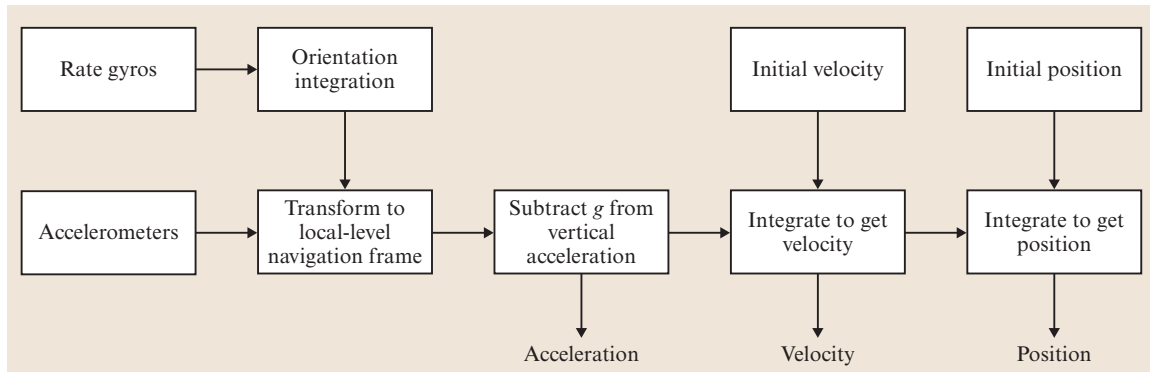 Rate gyros
Orientation
integration
Initial velocity
Initial position
Accelerometers
Transform to
local-level
navigation frame
Subtract g from
vertical
acceleration
Integrate to get
velocity
Integrate to get
position
Acceleration
Velocity
Position